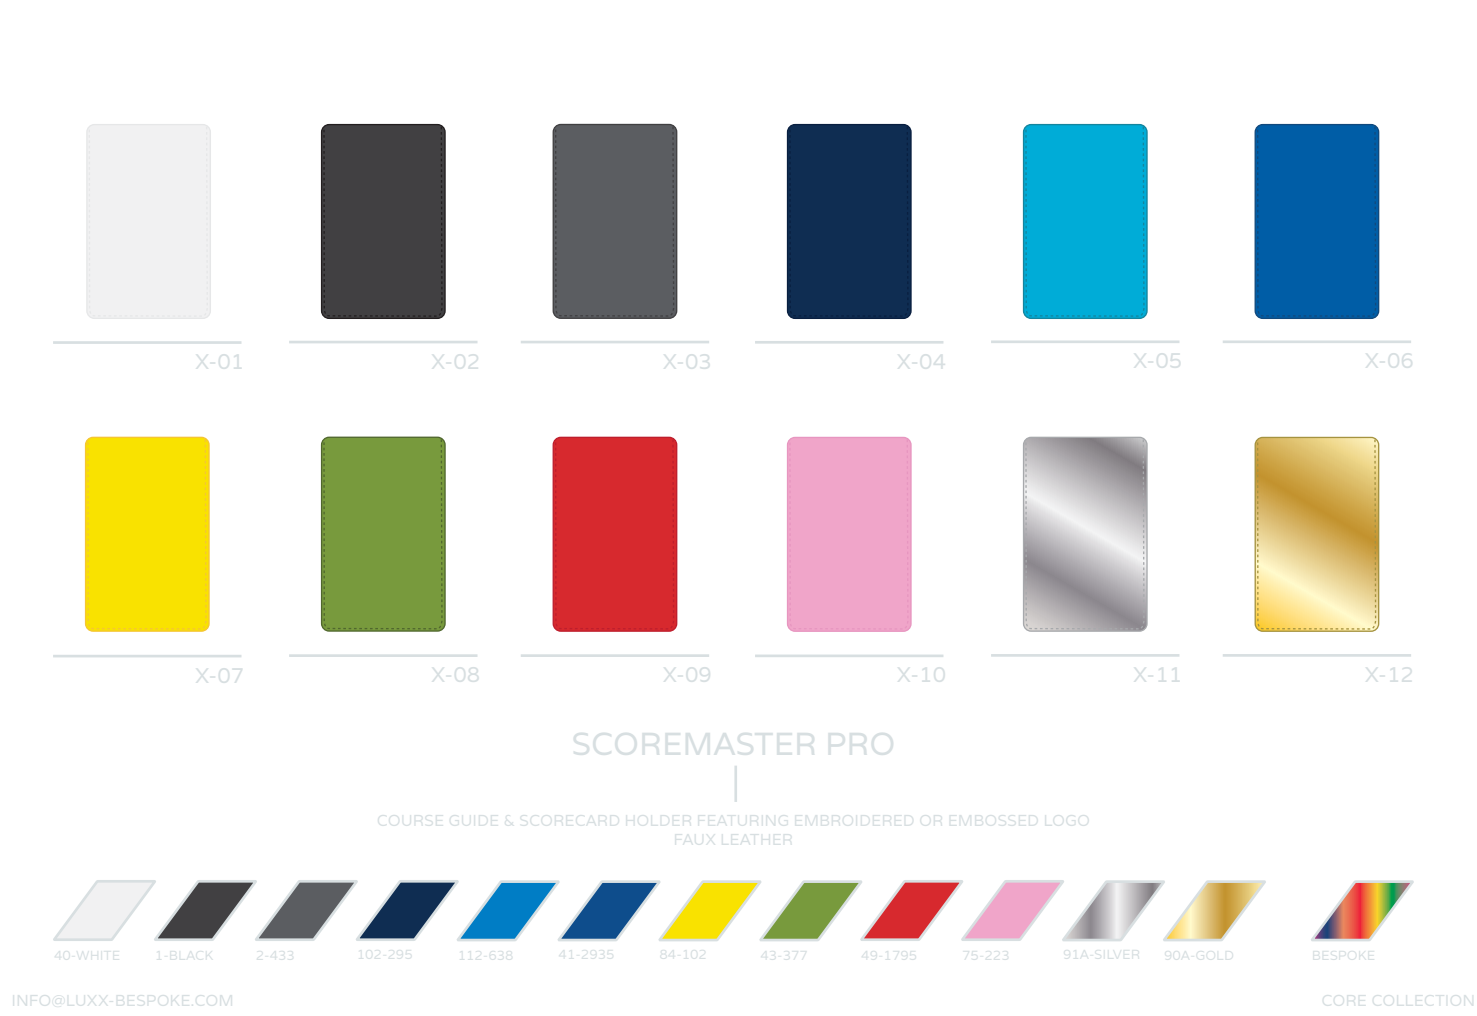 X-01
X-02
X-03
X-04
X-05
X-06
X-07
X-08
X-09
X-10
X-11
X-12
SCOREMASTER PRO
COURSE GUIDE & SCORECARD HOLDER FEATURING EMBROIDERED OR EMBOSSED LOGO
FAUX LEATHER
40-WHITE
1-BLACK
2-433
102-295
112-638
41-2935
84-102
43-377
49-1795
75-223
91A-SILVER
90A-GOLD
BESPOKE
INFO@LUXX-BESPOKE.COM
CORE COLLECTION